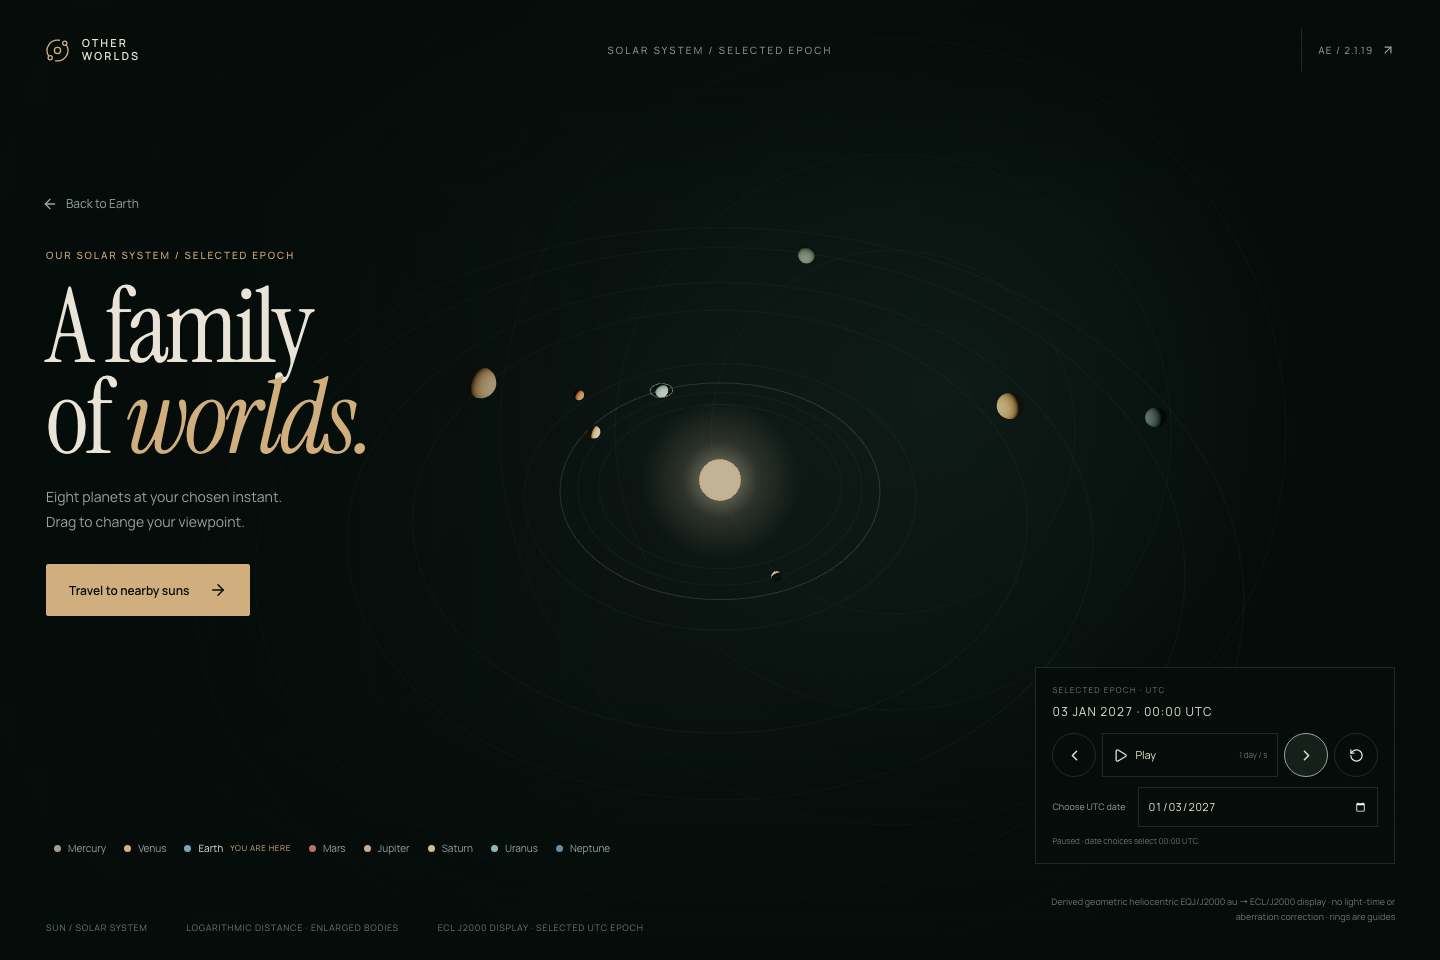 OTHER
WORLDS
SOLAR SYSTEM / SELECTED EPOCH
AE / 2.1.19
Back to Earth
OUR SOLAR SYSTEM / SELECTED EPOCH
A family
of worlds.
Eight planets at your chosen instant.
Drag to change your viewpoint.
Travel to nearby suns
SELECTED EPOCH · UTC
03 JAN 2027 · 00:00 UTC
Play 1 day / s
Choose UTC date 01/03/2027
Paused · date choices select 00:00 UTC.
Mercury Venus Earth YOU ARE HERE Mars Jupiter Saturn Uranus Neptune
Derived geometric heliocentric EQJ/J2000 au → ECL/J2000 display · no light-time or
aberration correction · rings are guides
SUN / SOLAR SYSTEM LOGARITHMIC DISTANCE · ENLARGED BODIES ECL J2000 DISPLAY · SELECTED UTC EPOCH